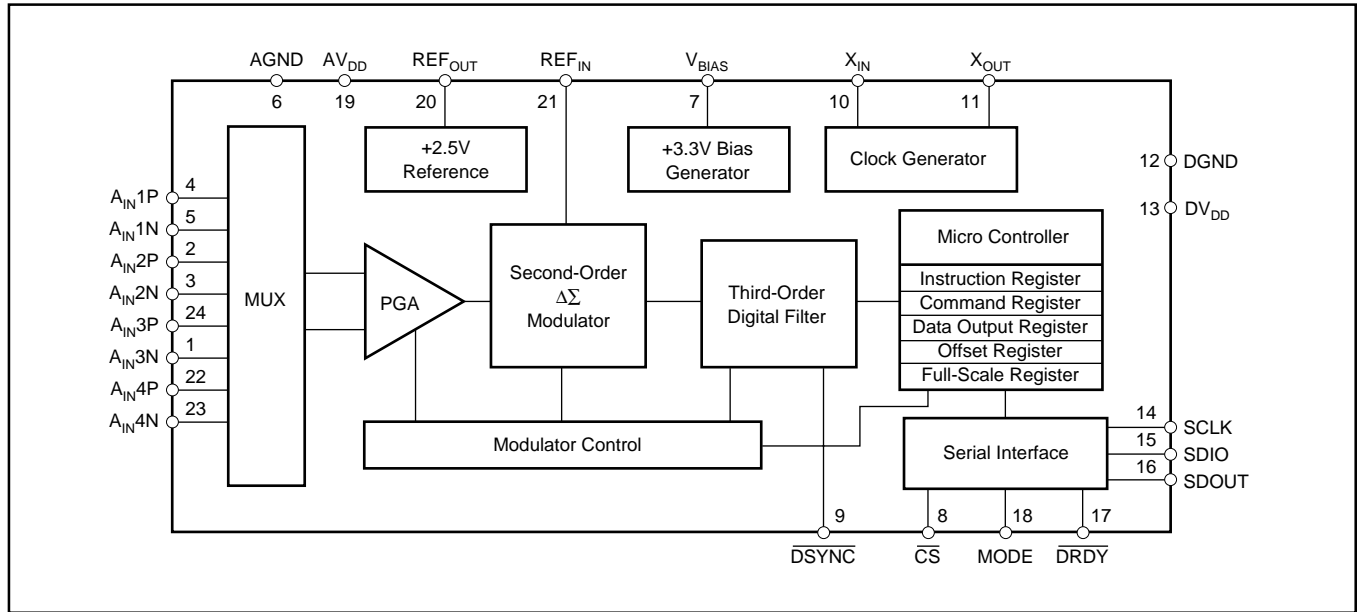 AGND AVDD REFOUT REFIN VBIAS XIN XOUT
6 19 20 21 7 10 11
+2.5V
Reference
+3.3V Bias
Generator
Clock Generator
12 DGND
13 DVDD
AIN1P 4
AIN1N 5
AIN2P 2
AIN2N 3
AIN3P 24
AIN3N 1
AIN4P 22
AIN4N 23
MUX
PGA
Second-Order
ΔΣ
Modulator
Third-Order
Digital Filter
Micro Controller
Instruction Register
Command Register
Data Output Register
Offset Register
Full-Scale Register
Modulator Control
Serial Interface
14 SCLK
15 SDIO
16 SDOUT
9 8 18 17
DSYNC CS MODE DRDY